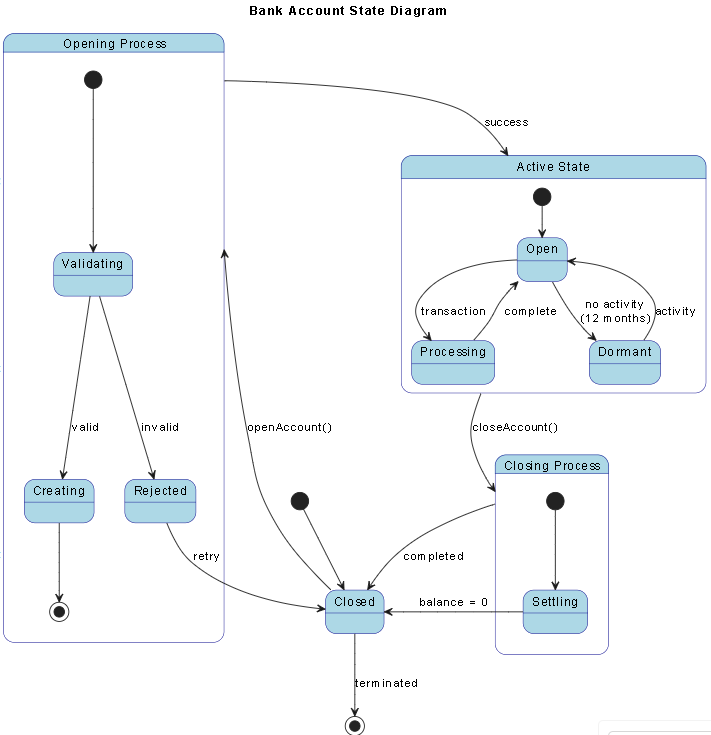 Bank Account State Diagram
Opening Process
success
Active State
Validating
Open
no activity
(12 months)
transaction
complete
activity
Processing
Dormant
valid
invalid
openAccount()
closeAccount()
Closing Process
Creating
Rejected
retry
completed
Closed
balance = 0
Settling
terminated